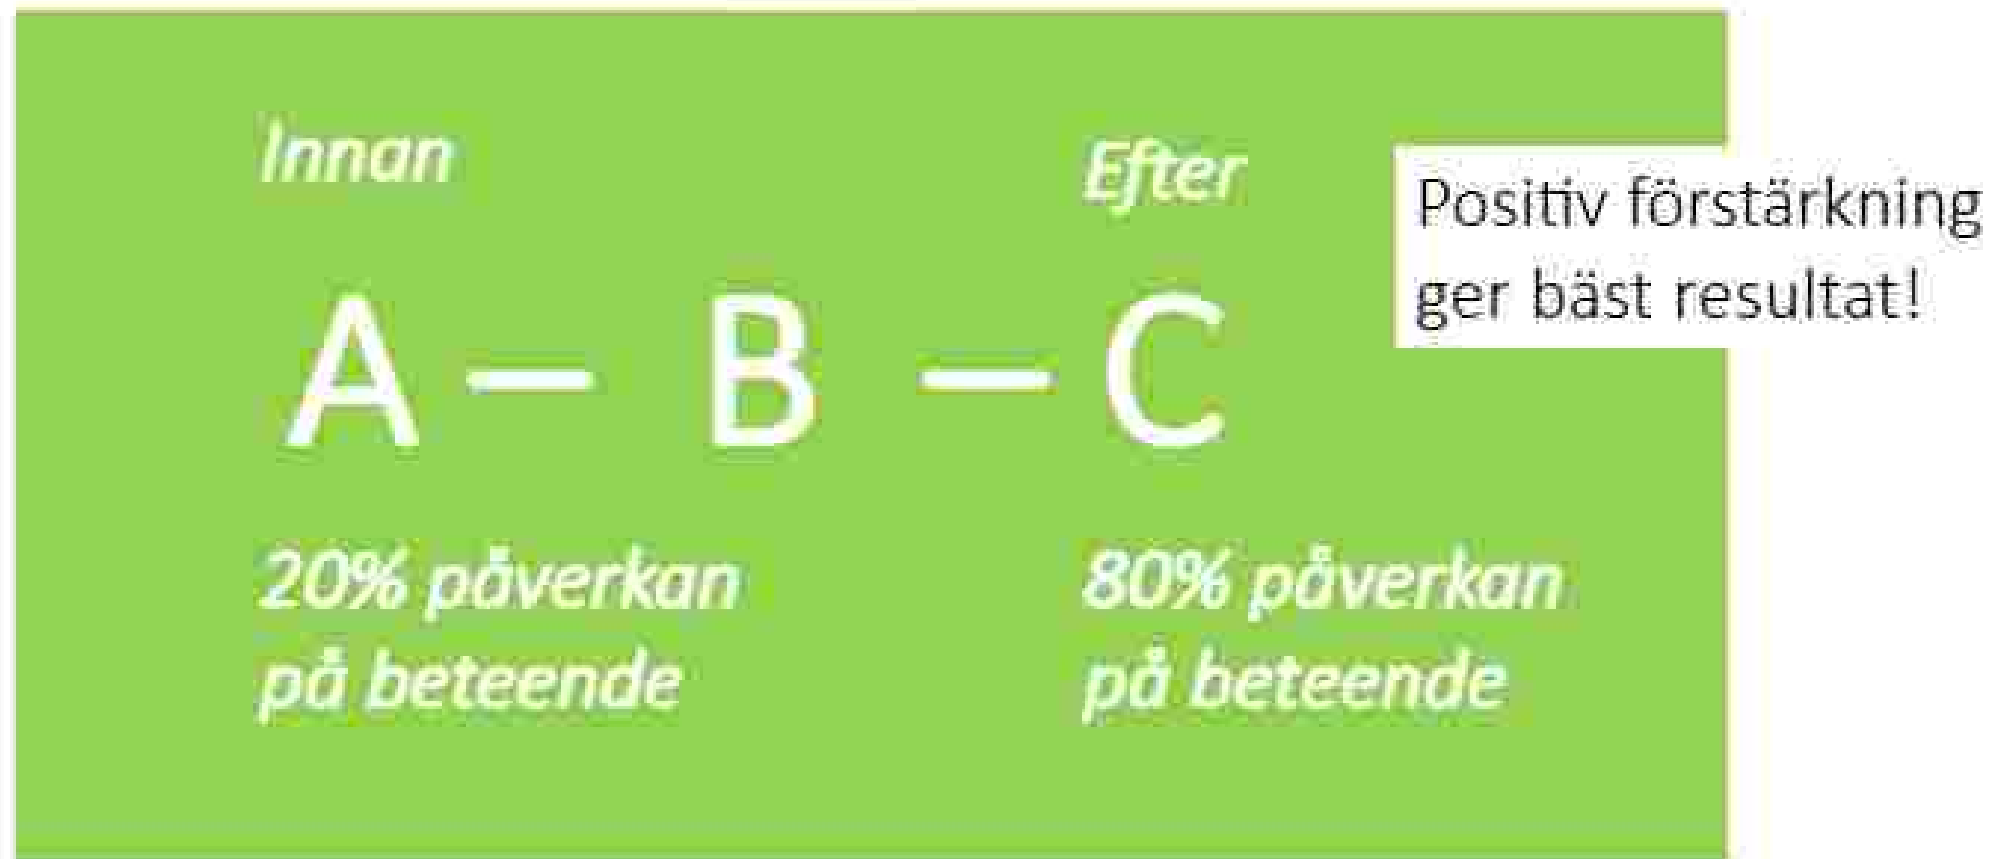 Innan
Efter
Positiv förstärkning
ger bäst resultat!
A – B – C
20% påverkan
på beteende
80% påverkan
på beteende